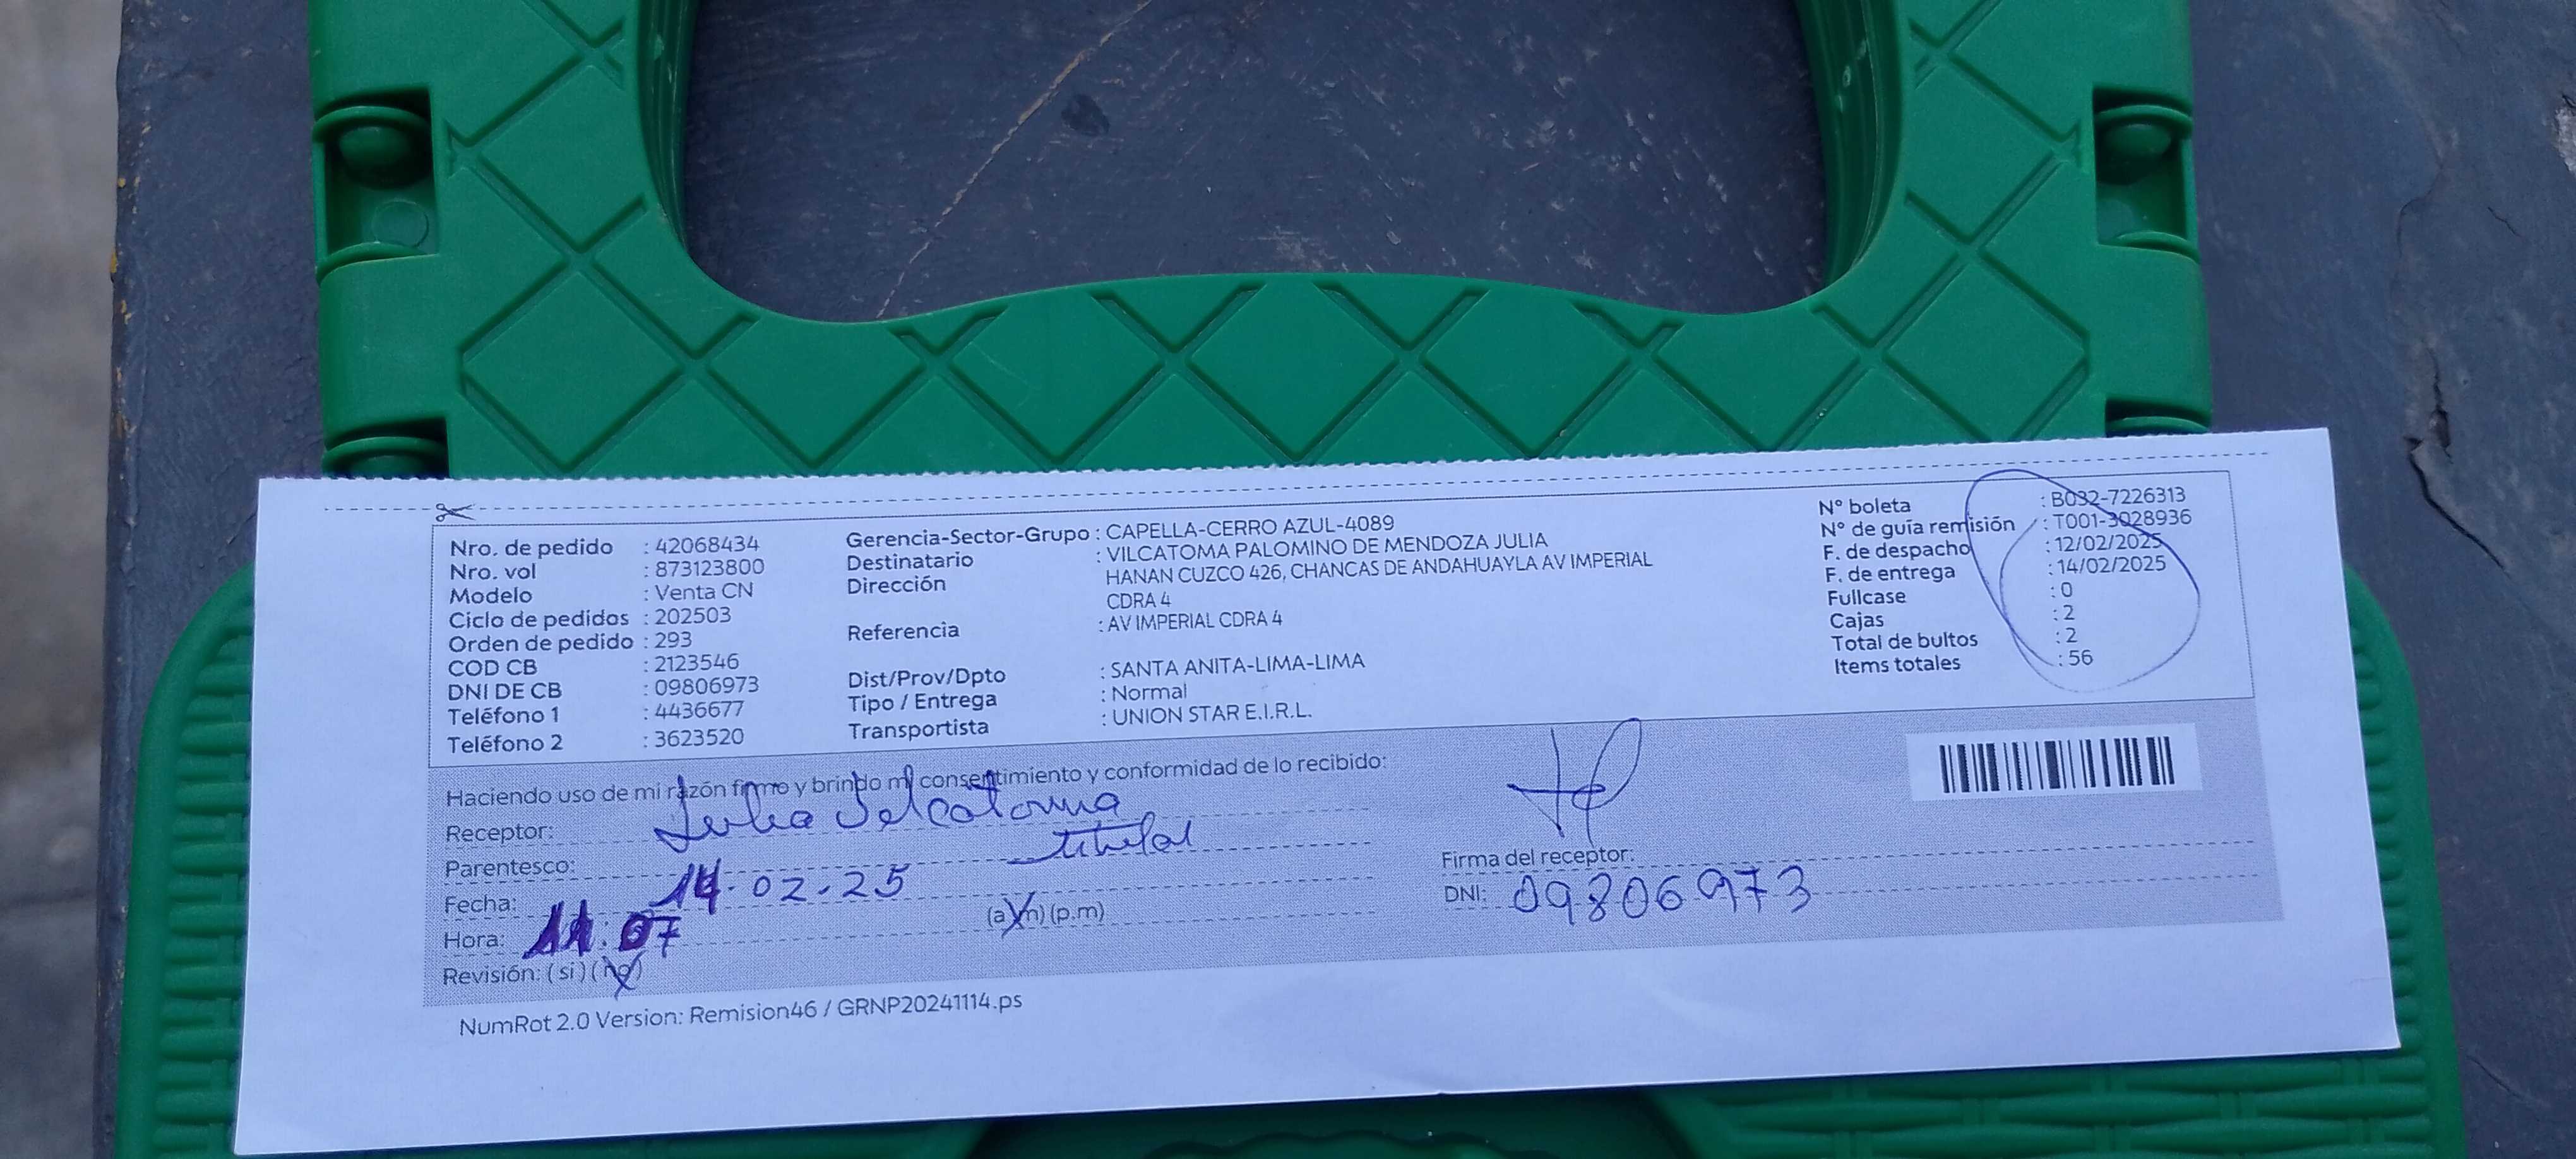 Nro. de pedido : 42068434
Nro. vol : 873123800
Modelo : Venta CN
Ciclo de pedidos : 202503
Orden de pedido : 293
COD CB : 2123546
DNI DE CB : 09806973
Teléfono 1 : 4436677
Teléfono 2 : 3623520
Gerencia-Sector-Grupo : CAPELLA-CERRO AZUL-4089
Destinatario : VILCATOMA PALOMINO DE MENDOZA JULIA
Dirección HANAN CUZCO 426, CHANCAS DE ANDAHUAYLA AV IMPERIAL
CDRA 4
Referencia : AV IMPERIAL CDRA 4
Dist/Prov/Dpto : SANTA ANITA-LIMA-LIMA
Tipo / Entrega : Normal
Transportista : UNION STAR E.I.R.L.
N° boleta : B032-7226313
N° de guía remisión : T001-3028936
F. de despacho : 12/02/2025
F. de entrega : 14/02/2025
Fullcase : 0
Cajas : 2
Total de bultos : 2
Items totales : 56
Haciendo uso de mi razón firmo y brindo mi consentimiento y conformidad de lo recibido:
Receptor: Julia Vilcatoma
Parentesco: titular
Fecha: 14.02.25
Hora: 11:07 (a.m) (p.m)
Revisión: (si) (no)
Firma del receptor:
DNI: 09806973
NumRot 2.0 Version: Remision46 / GRNP20241114.ps